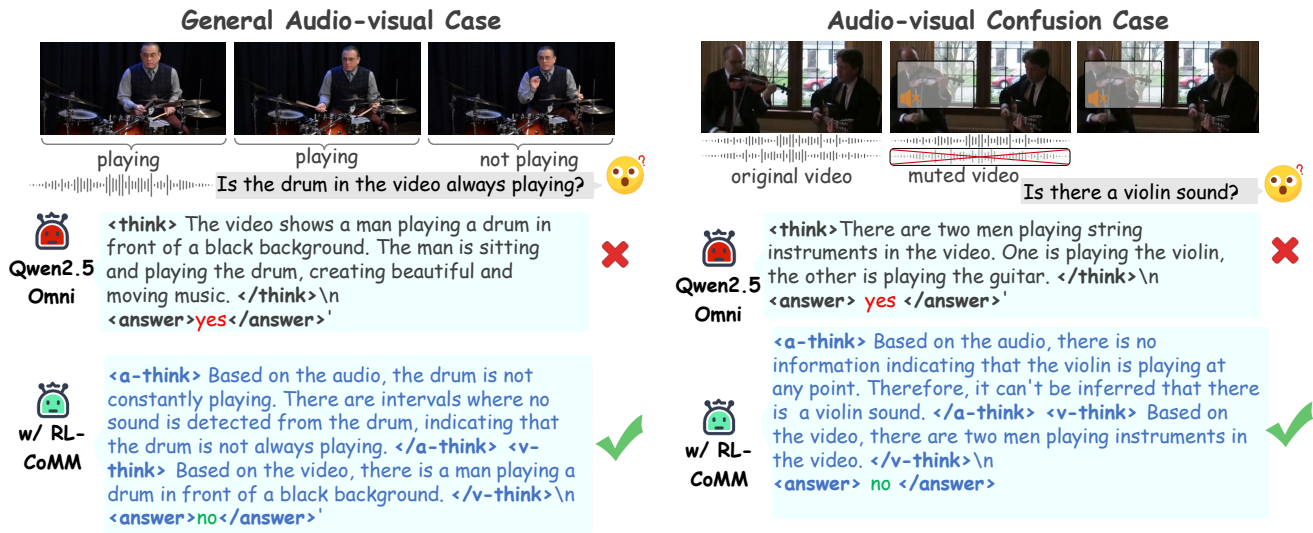 General Audio-visual Case
playing
playing
not playing
Is the drum in the video always playing?
?
Qwen2.5
Omni
<think> The video shows a man playing a drum in
front of a black background. The man is sitting
and playing the drum, creating beautiful and
moving music. </think>\n
<answer>yes</answer>'
w/ RL-
CoMM
<a-think> Based on the audio, the drum is not
constantly playing. There are intervals where no
sound is detected from the drum, indicating that
the drum is not always playing. </a-think> <v-
think> Based on the video, there is a man playing a
drum in front of a black background. </v-think>\n
<answer>no</answer>'
Audio-visual Confusion Case
original video
muted video
Is there a violin sound?
?
Qwen2.5
Omni
<think>There are two men playing string
instruments in the video. One is playing the violin,
the other is playing the guitar. </think>\n
<answer> yes </answer>'
w/ RL-
CoMM
<a-think> Based on the audio, there is no
information indicating that the violin is playing at
any point. Therefore, it can't be inferred that there
is a violin sound. </a-think> <v-think> Based on
the video, there are two men playing instruments in
the video. </v-think>\n
<answer> no </answer>